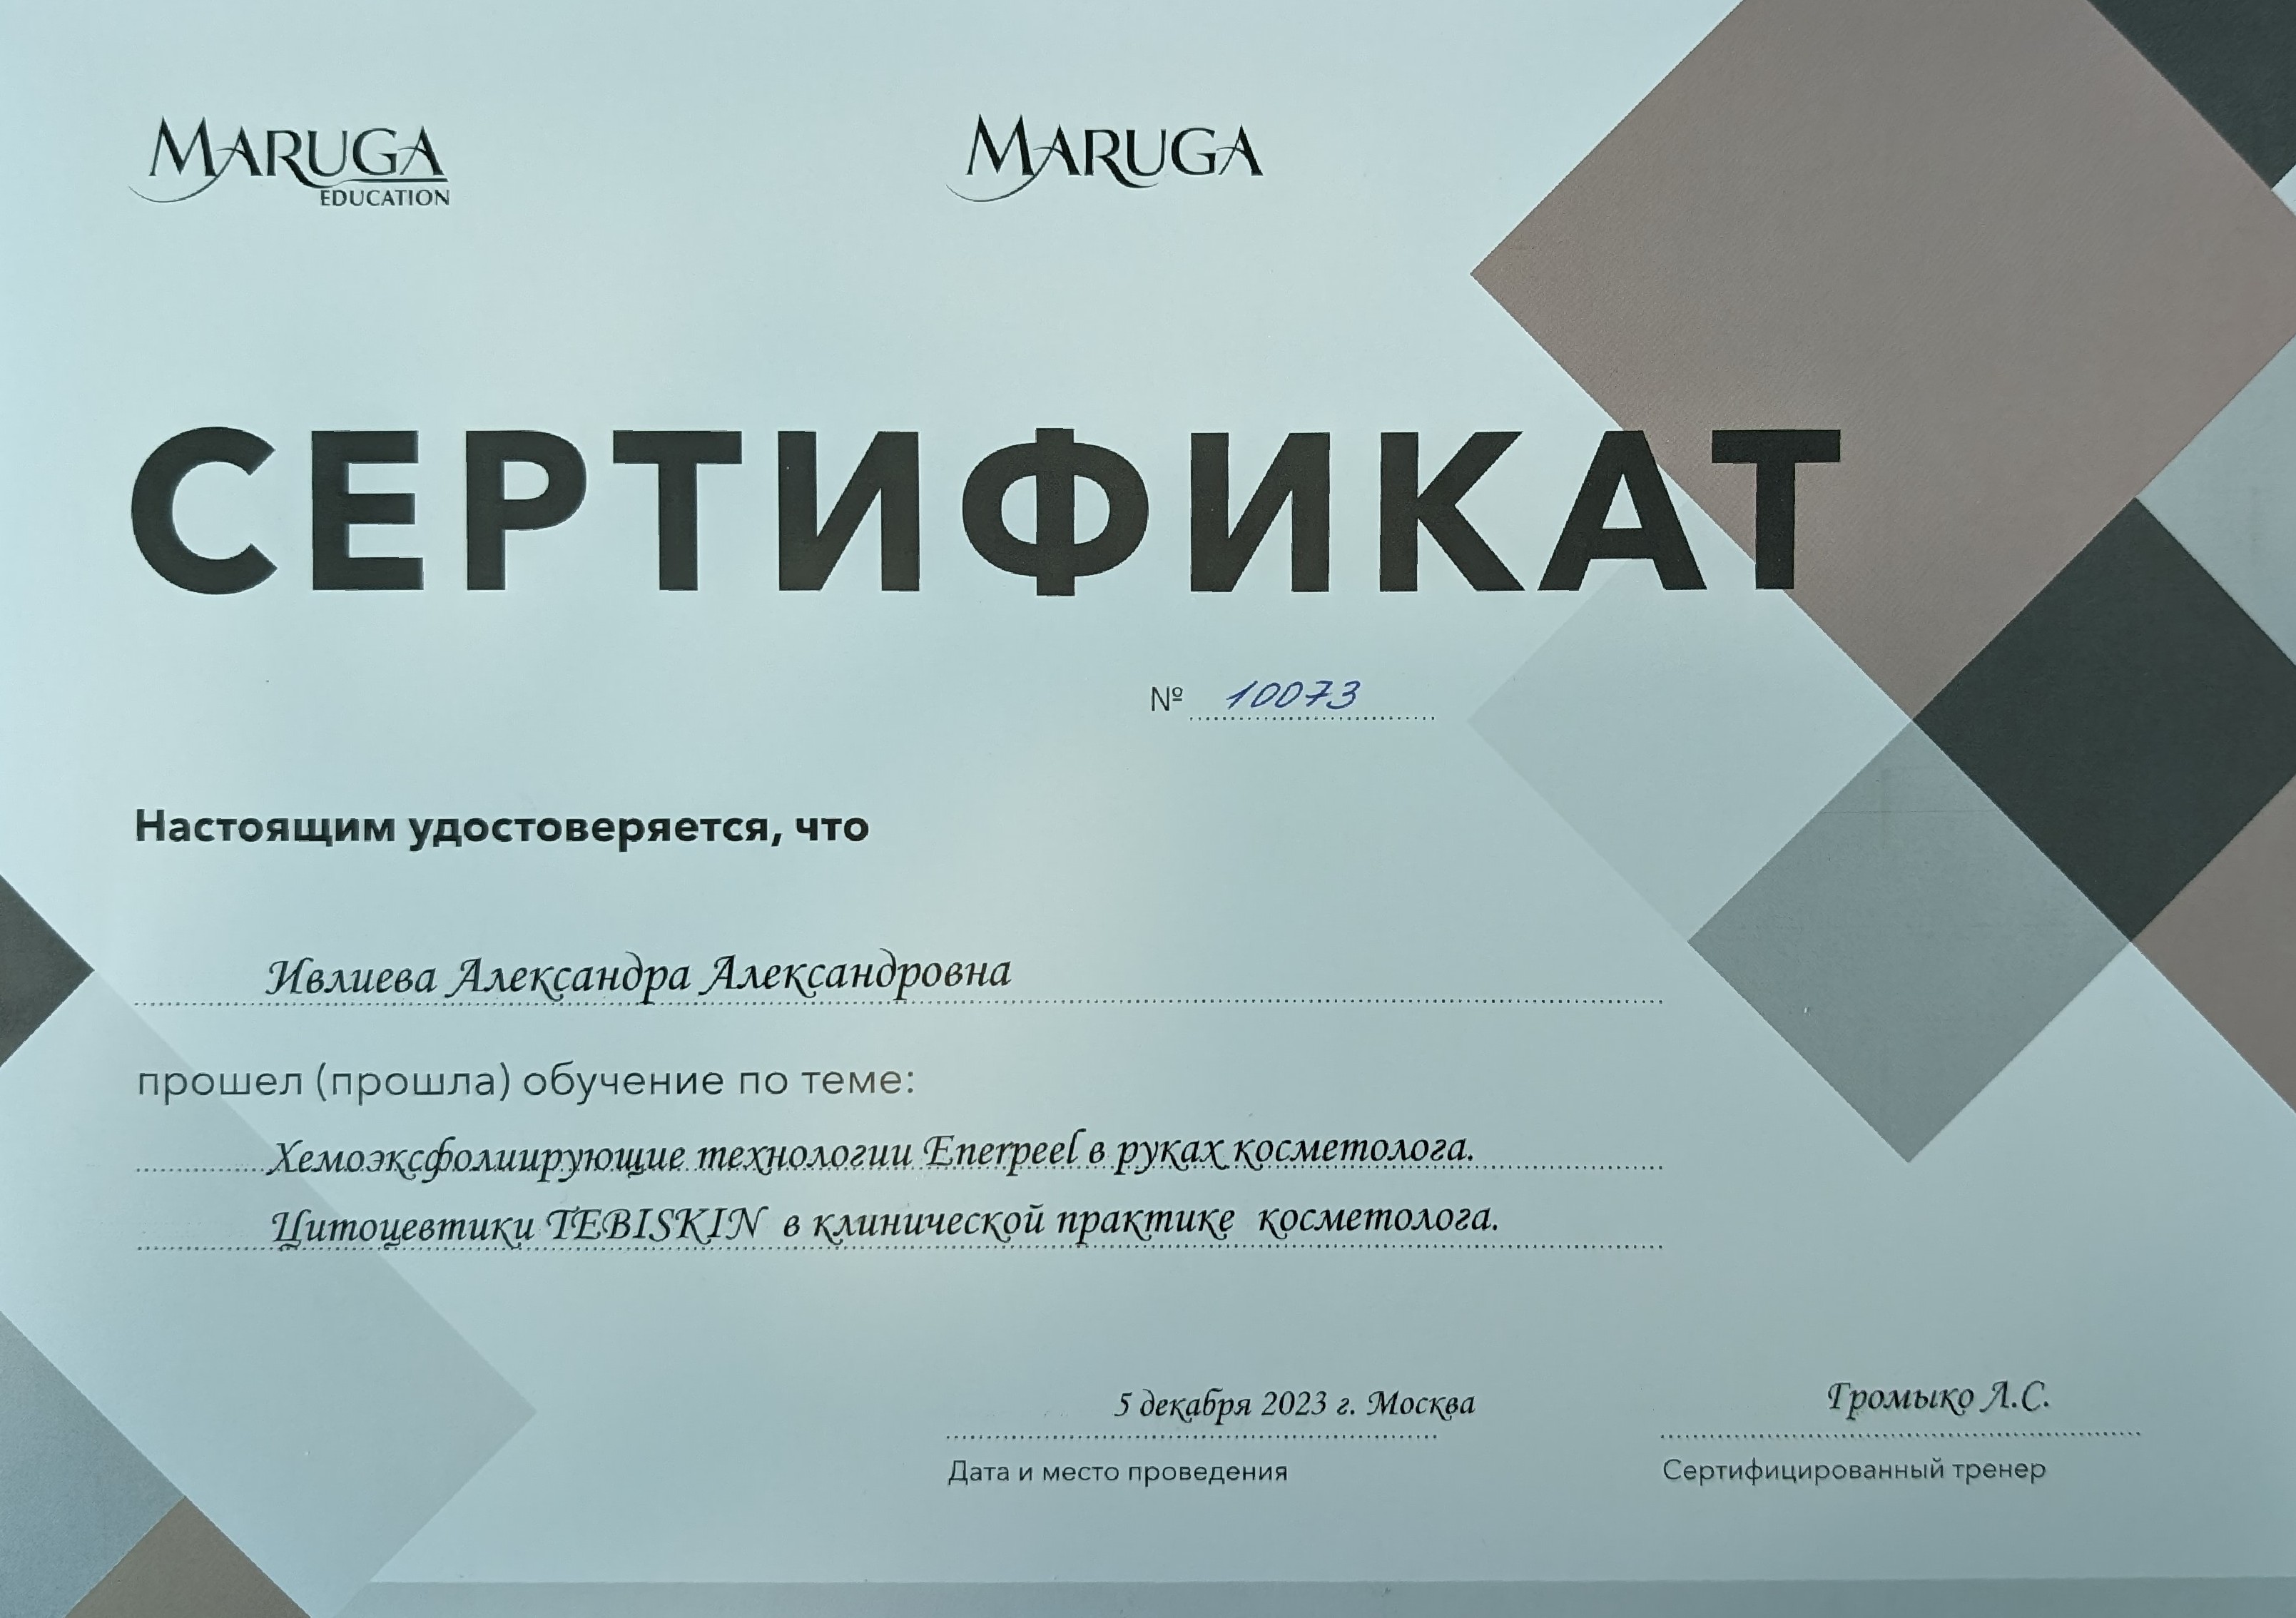 MARUGA
EDUCATION
MARUGA
СЕРТИФИКАТ
№ 10073
Настоящим удостоверяется, что
Ивлиева Александра Александровна
прошел (прошла) обучение по теме:
Хемоэксфолиирующие технологии Enerpeel в руках косметолога.
Цитоцевтики TEBISKIN в клинической практике косметолога.
5 декабря 2023 г. Москва
Громыко Л.С.
Дата и место проведения
Сертифицированный тренер